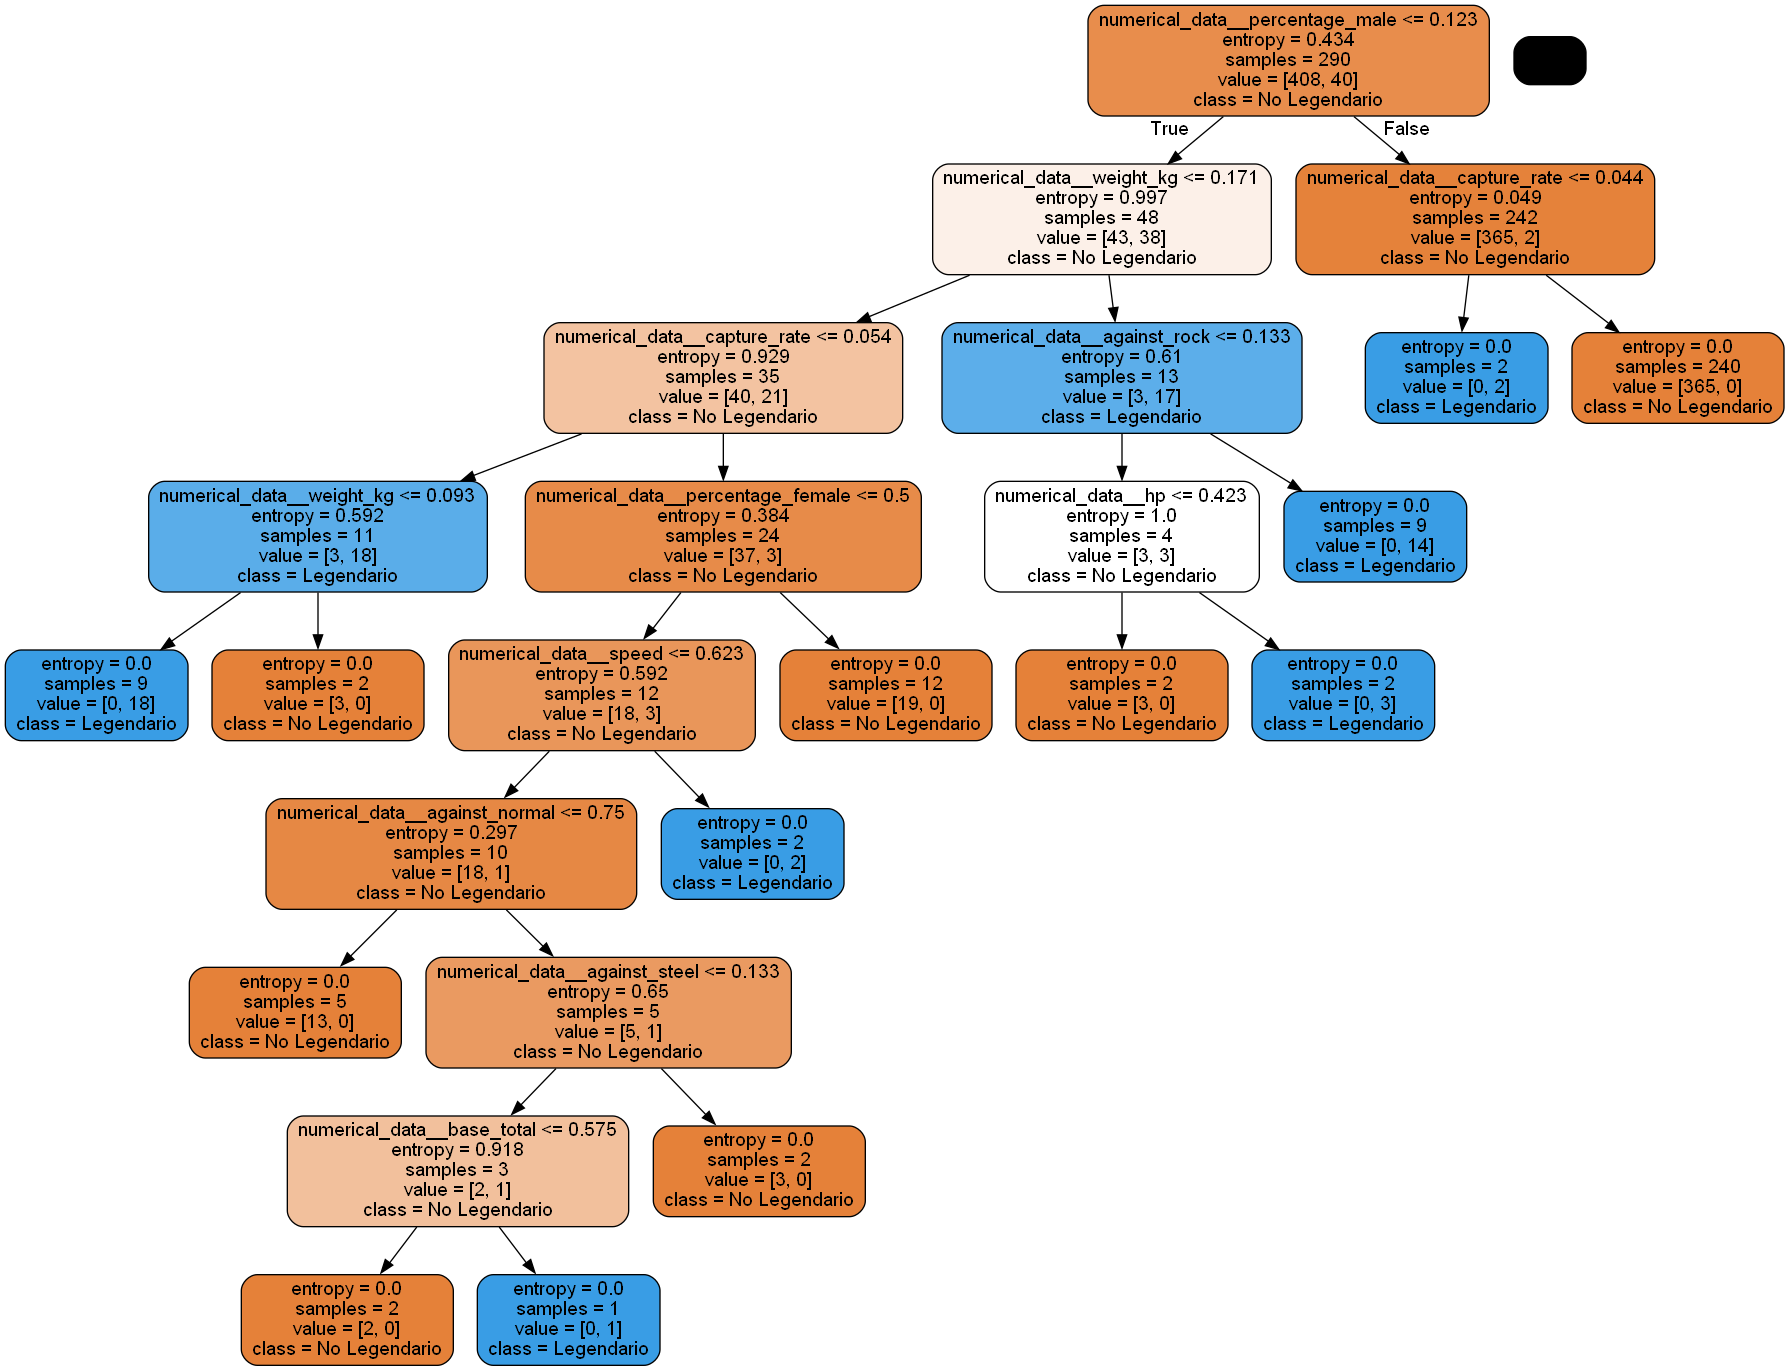 numerical_data__percentage_male <= 0.123
entropy = 0.434
samples = 290
value = [408, 40]
class = No Legendario
True
False
numerical_data__weight_kg <= 0.171
entropy = 0.997
samples = 48
value = [43, 38]
class = No Legendario
numerical_data__capture_rate <= 0.044
entropy = 0.049
samples = 242
value = [365, 2]
class = No Legendario
numerical_data__capture_rate <= 0.054
entropy = 0.929
samples = 35
value = [40, 21]
class = No Legendario
numerical_data__against_rock <= 0.133
entropy = 0.61
samples = 13
value = [3, 17]
class = Legendario
entropy = 0.0
samples = 2
value = [0, 2]
class = Legendario
entropy = 0.0
samples = 240
value = [365, 0]
class = No Legendario
numerical_data__weight_kg <= 0.093
entropy = 0.592
samples = 11
value = [3, 18]
class = Legendario
numerical_data__percentage_female <= 0.5
entropy = 0.384
samples = 24
value = [37, 3]
class = No Legendario
numerical_data__hp <= 0.423
entropy = 1.0
samples = 4
value = [3, 3]
class = No Legendario
entropy = 0.0
samples = 9
value = [0, 14]
class = Legendario
entropy = 0.0
samples = 9
value = [0, 18]
class = Legendario
entropy = 0.0
samples = 2
value = [3, 0]
class = No Legendario
numerical_data__speed <= 0.623
entropy = 0.592
samples = 12
value = [18, 3]
class = No Legendario
entropy = 0.0
samples = 12
value = [19, 0]
class = No Legendario
entropy = 0.0
samples = 2
value = [3, 0]
class = No Legendario
entropy = 0.0
samples = 2
value = [0, 3]
class = Legendario
numerical_data__against_normal <= 0.75
entropy = 0.297
samples = 10
value = [18, 1]
class = No Legendario
entropy = 0.0
samples = 2
value = [0, 2]
class = Legendario
entropy = 0.0
samples = 5
value = [13, 0]
class = No Legendario
numerical_data__against_steel <= 0.133
entropy = 0.65
samples = 5
value = [5, 1]
class = No Legendario
numerical_data__base_total <= 0.575
entropy = 0.918
samples = 3
value = [2, 1]
class = No Legendario
entropy = 0.0
samples = 2
value = [3, 0]
class = No Legendario
entropy = 0.0
samples = 2
value = [2, 0]
class = No Legendario
entropy = 0.0
samples = 1
value = [0, 1]
class = Legendario